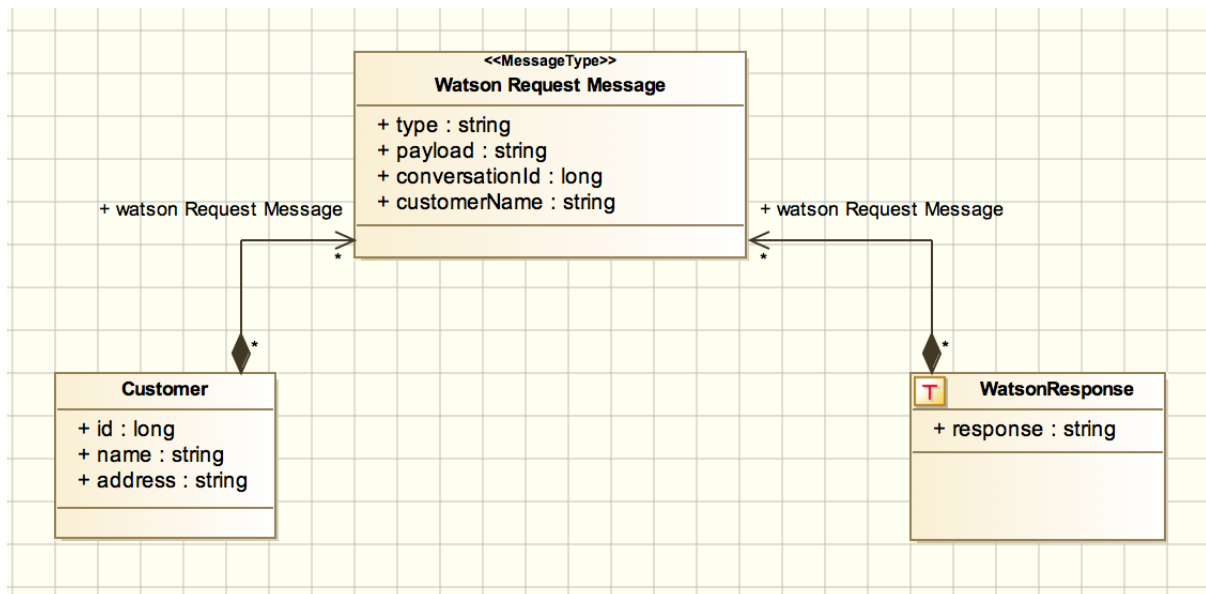 <<MessageType>>
Watson Request Message
+ type : string
+ payload : string
+ conversationId : long
+ customerName : string
+ watson Request Message
*
*
+ watson Request Message
*
*
Customer
+ id : long
+ name : string
+ address : string
T
WatsonResponse
+ response : string